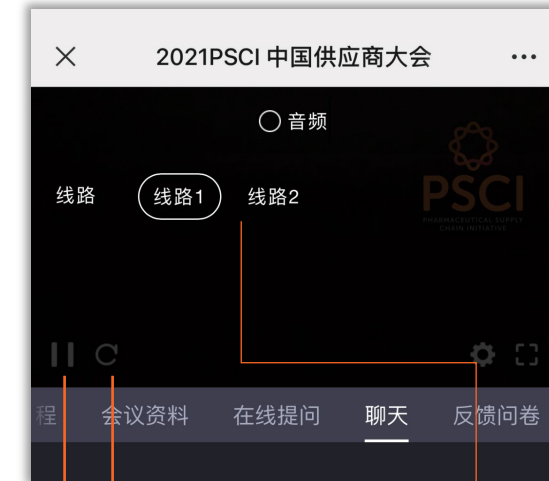 2021PSCI 中国供应商大会
音频
线路 线路1 线路2
PSCI
PHARMACEUTICAL SUPPLY
CHAIN INITIATIVE
程 会议资料 在线提问 聊天 反馈问卷